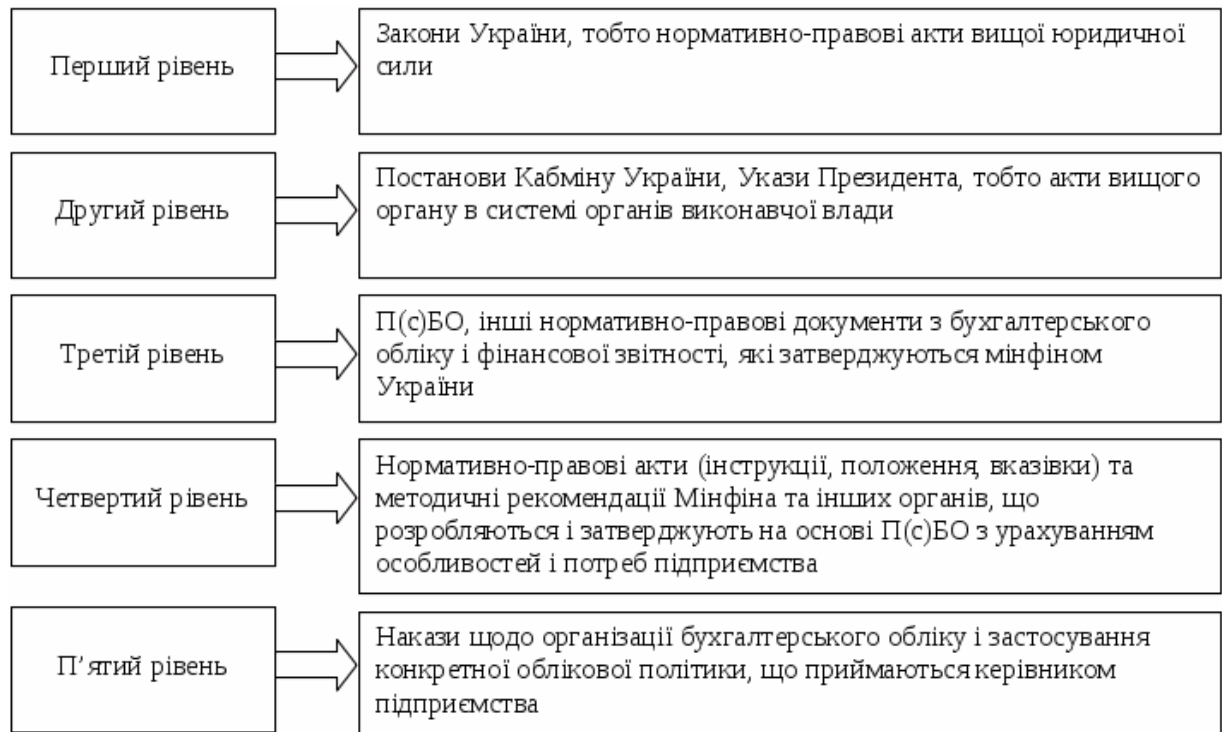 Перший рівень
Закони України, тобто нормативно-правові акти вищої юридичної
сили
Другий рівень
Постанови Кабміну України, Укази Президента, тобто акти вищого
органу в системі органів виконавчої влади
Третій рівень
П(с)БО, інші нормативно-правові документи з бухгалтерського
обліку і фінансової звітності, які затверджуються мінфіном
України
Четвертий рівень
Нормативно-правові акти (інструкції, положення, вказівки) та
методичні рекомендації Мінфіна та інших органів, що
розробляються і затверджують на основі П(с)БО з урахуванням
особливостей і потреб підприємства
П’ятий рівень
Накази щодо організації бухгалтерського обліку і застосування
конкретної облікової політики, що приймаються керівником
підприємства